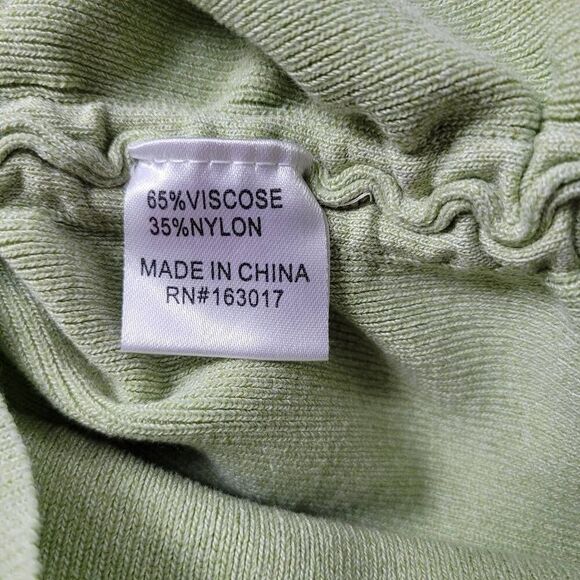 65%VISCOSE
35%NYLON
MADE IN CHINA
RN#163017